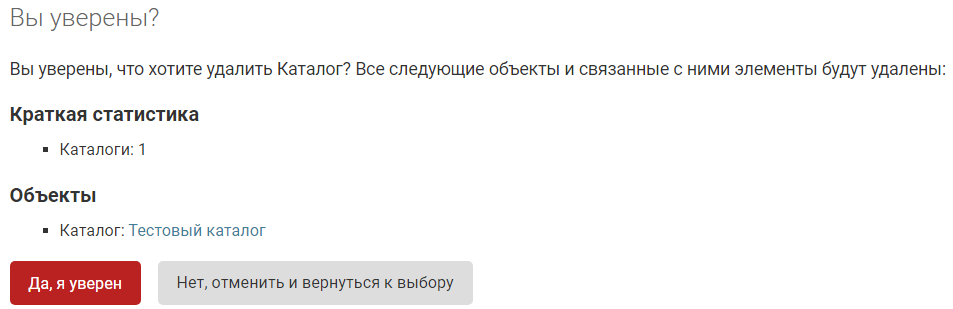 Вы уверены?
Вы уверены, что хотите удалить Каталог? Все следующие объекты и связанные с ними элементы будут удалены:
Краткая статистика
Каталоги: 1
Объекты
Каталог: Тестовый каталог
Да, я уверен
Нет, отменить и вернуться к выбору